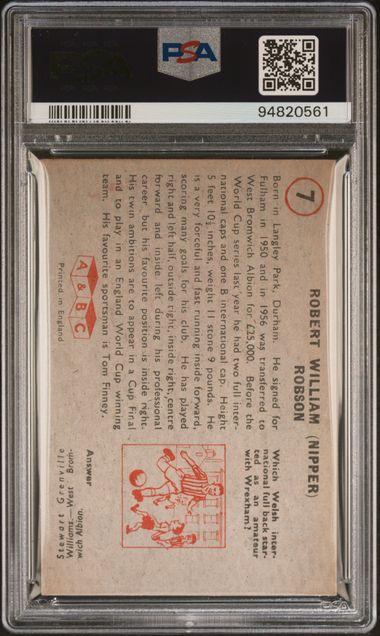 PSA
94820561
7
ROBERT WILLIAM (NIPPER)
ROBSON
Born in Langley Park, Durham. He signed for
Fulham in 1950 and in 1956 was transferred to
West Bromwich Albion for £25,000. Before the
World Cup series last year he had two full inter-
national caps and one B international cap. Height
5 feet 10½ inches, weight 11 stone 9 pounds. He
is a very forceful and fast running inside forward,
scoring many goals for his club. He has played
right and left half, outside right, inside right, centre
forward and inside left during his professional
career but his favourite position is inside right.
His twin ambitions are to appear in a Cup Final
and to play in an England World Cup winning
team. His favourite sportsman is Tom Finney.
A & BC
Printed in England
Which Welsh inter-
national full back star-
ted as an amateur
with Wrexham?
Answer
Stewart Grenville
Williams, West Brom-
wich Albion.
PSA